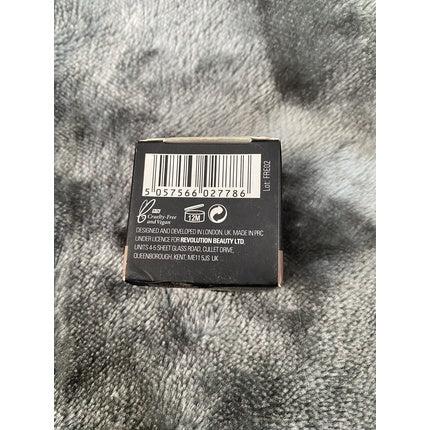 5 057566 027786
Lot: FRE02
Cruelty-Free
and Vegan
12M
DESIGNED AND DEVELOPED IN LONDON, UK. MADE IN PRC
UNDER LICENCE FOR REVOLUTION BEAUTY LTD,
UNITS 4-5 SHEET GLASS ROAD, CULLET DRIVE,
QUEENBOROUGH, KENT, ME11 5JS UK